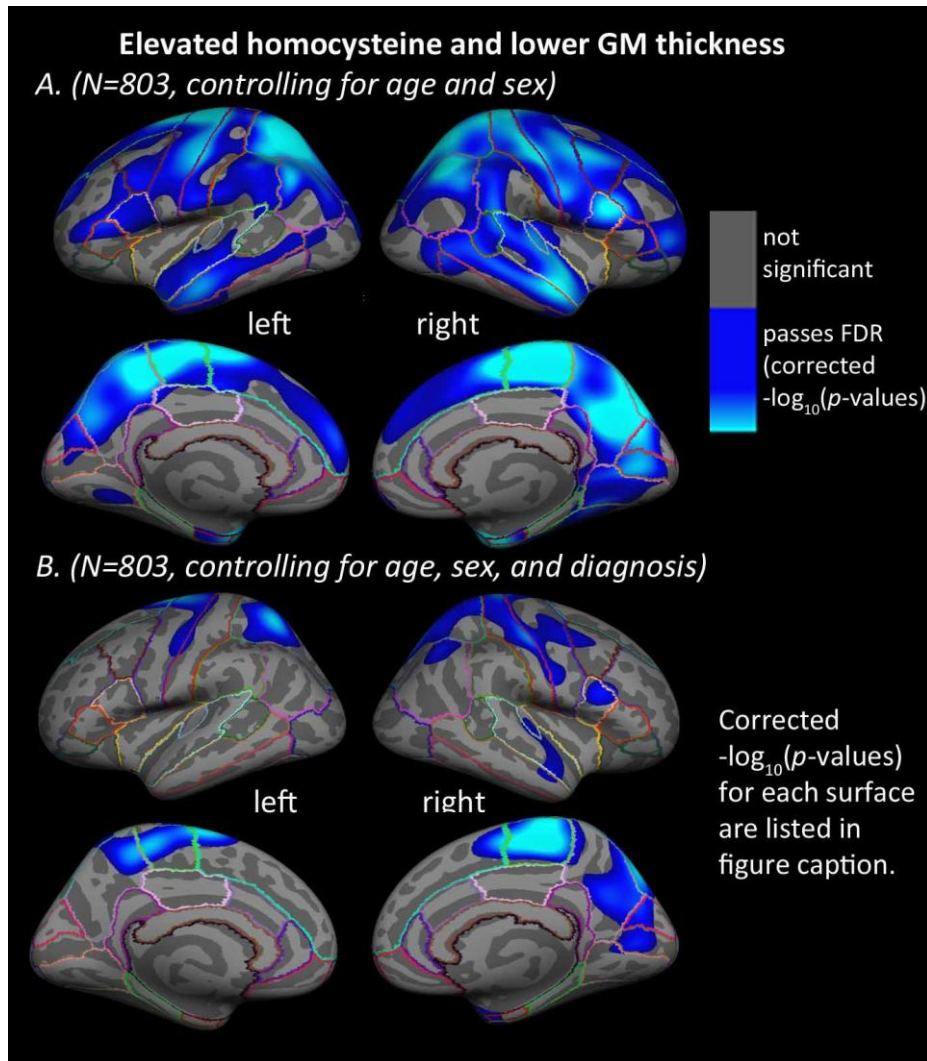 Elevated homocysteine and lower GM thickness
A. (N=803, controlling for age and sex)
not
significant
left
right
passes FDR
(corrected
-log10(p-values)
B. (N=803, controlling for age, sex, and diagnosis)
left
right
Corrected
-log10(p-values)
for each surface
are listed in
figure caption.